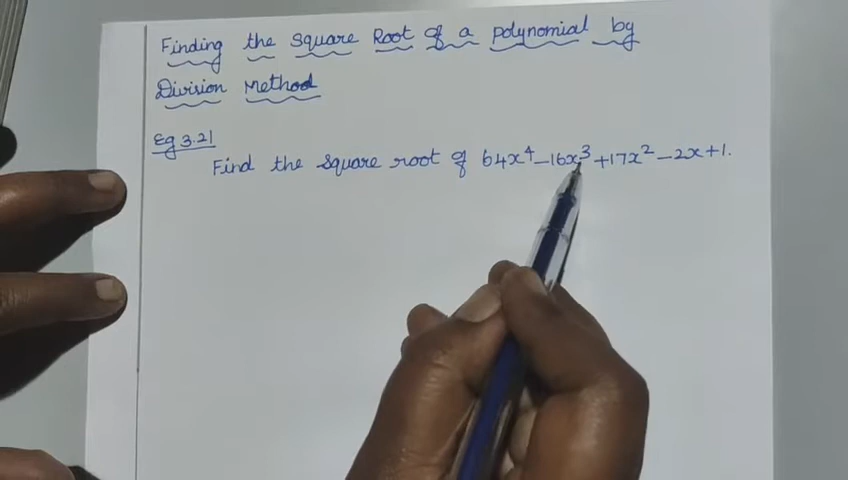 Finding the Square Root of a polynomial by
Division Method
Eg 3.21
Find the Square root of 64x⁴-16x³+17x²-2x+1.